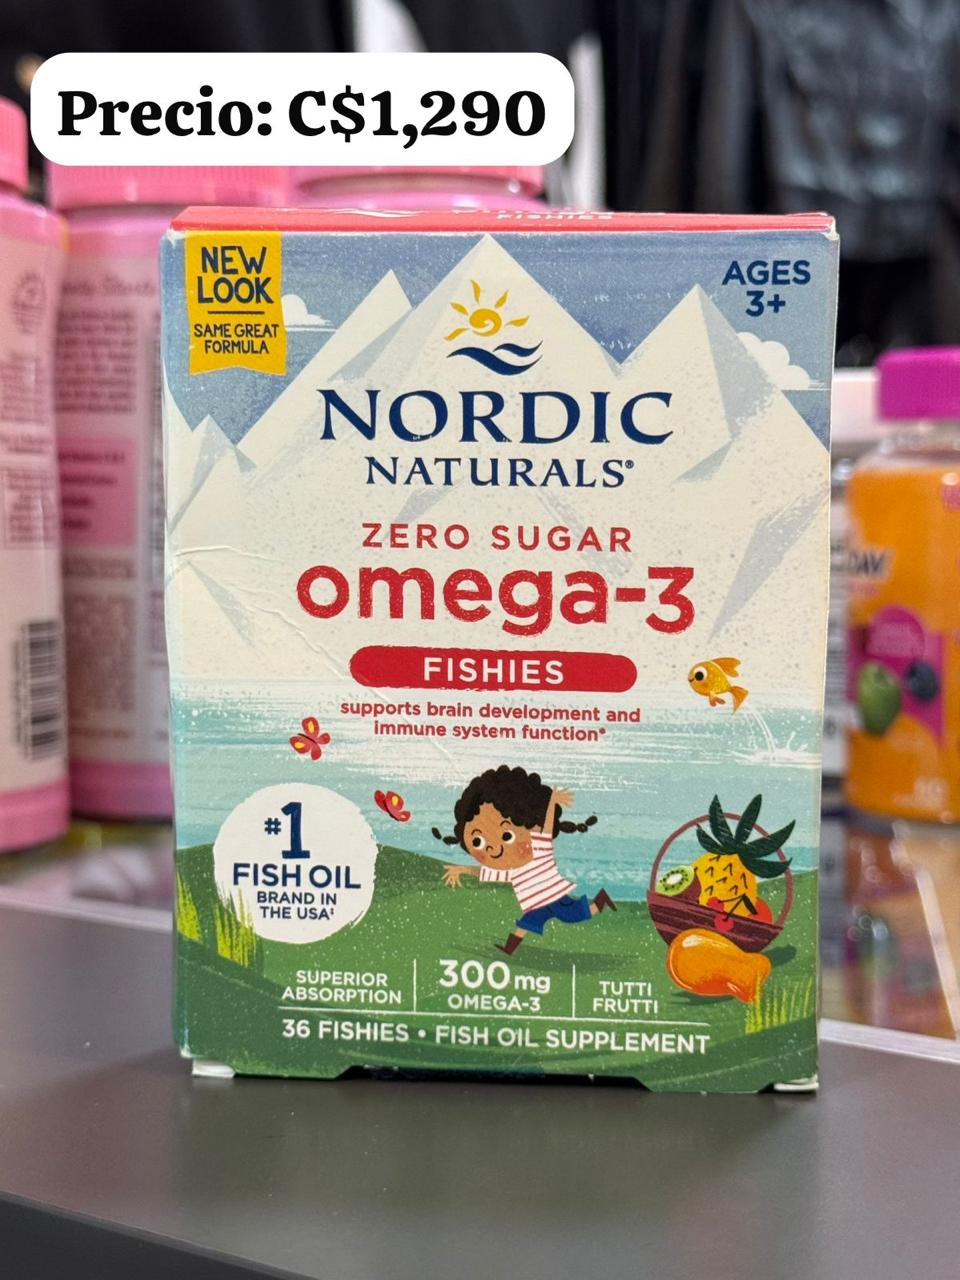 Precio: C$1,290
FISHIES
NEW
LOOK
SAME GREAT
FORMULA
AGES
3+
NORDIC
NATURALS®
ZERO SUGAR
omega-3
FISHIES
supports brain development and
immune system function*
#1
FISH OIL
BRAND IN
THE USA‡
SUPERIOR
ABSORPTION
300mg
OMEGA-3
TUTTI
FRUTTI
36 FISHIES • FISH OIL SUPPLEMENT
DAY